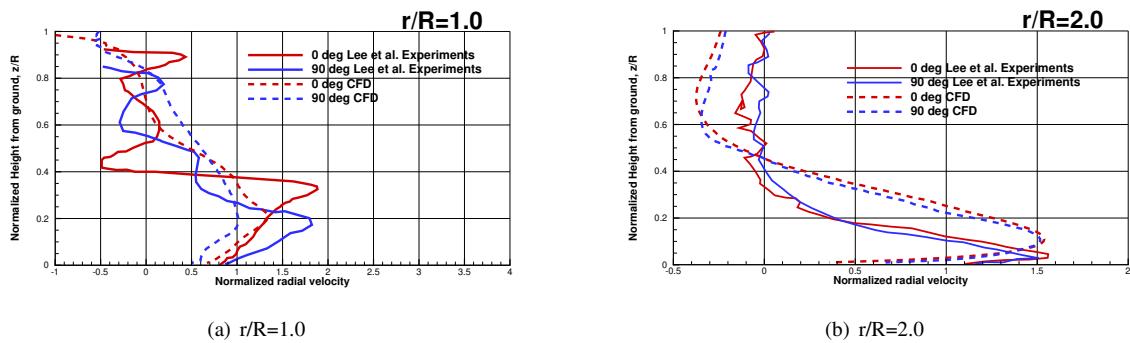 r/R=1.0
Normalized Height from ground, z/R
1
0.8
0.6
0.4
0.2
0
-1
-0.5
0
0.5
1
1.5
2
2.5
3
3.5
4
Normalized radial velocity
0 deg Lee et al. Experiments
90 deg Lee et al. Experiments
0 deg CFD
90 deg CFD
(a) r/R=1.0
r/R=2.0
Normalized Height from ground, z/R
1
0.8
0.6
0.4
0.2
0
-0.5
0
0.5
1
1.5
2
Normalized radial velocity
0 deg Lee et al. Experiments
90 deg Lee et al. Experiments
0 deg CFD
90 deg CFD
(b) r/R=2.0